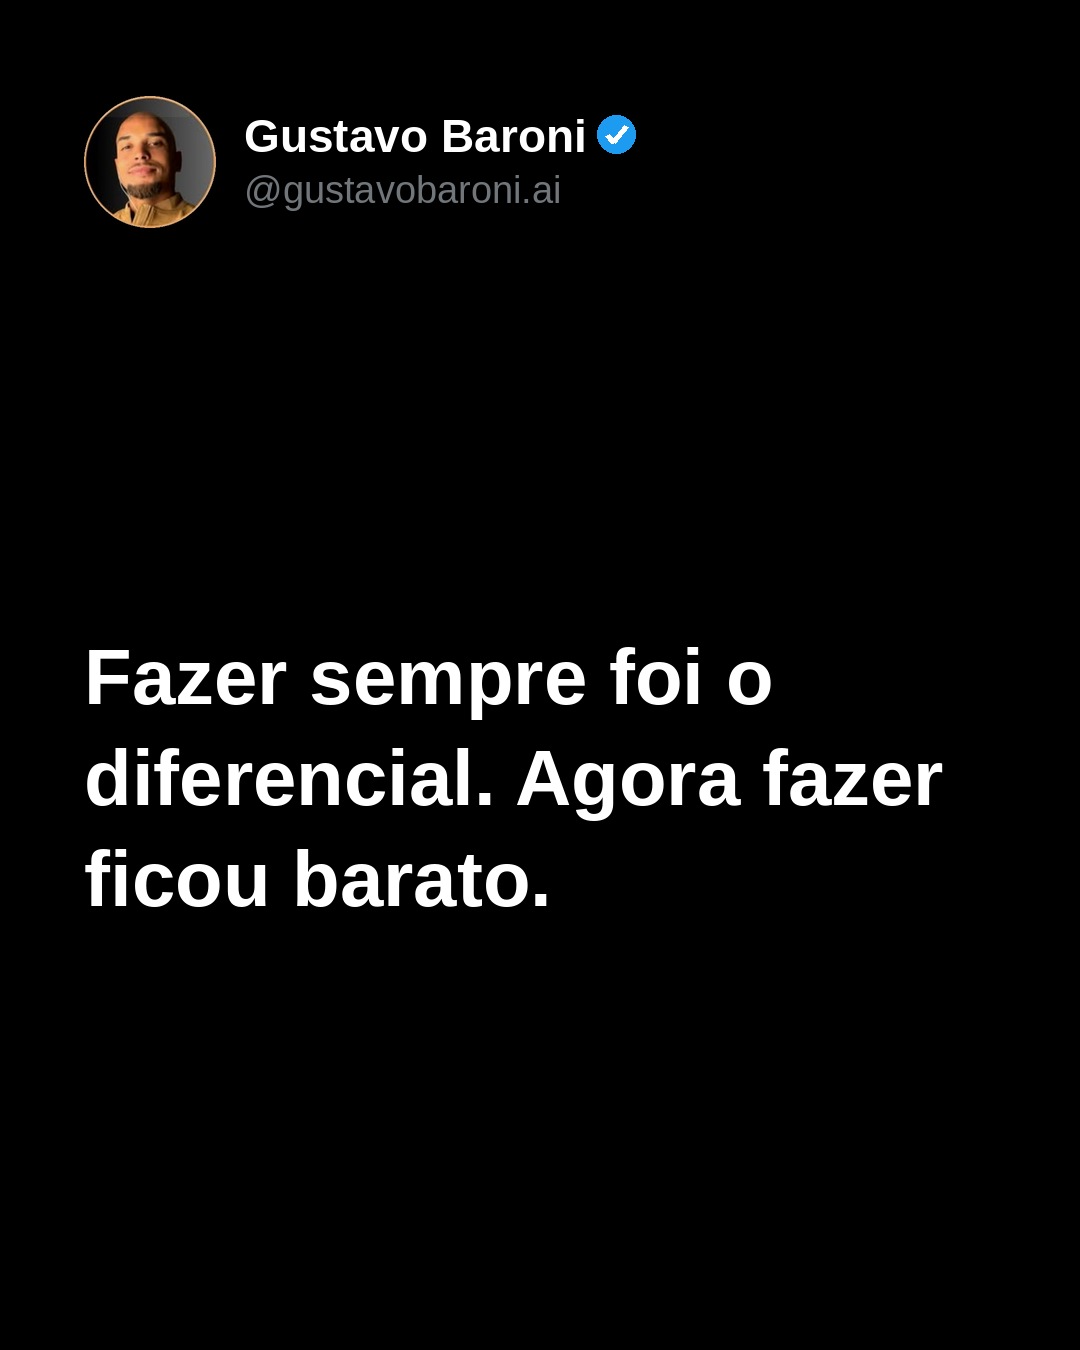 Gustavo Baroni
@gustavobaroni.ai
Fazer sempre foi o
diferencial. Agora fazer
ficou barato.